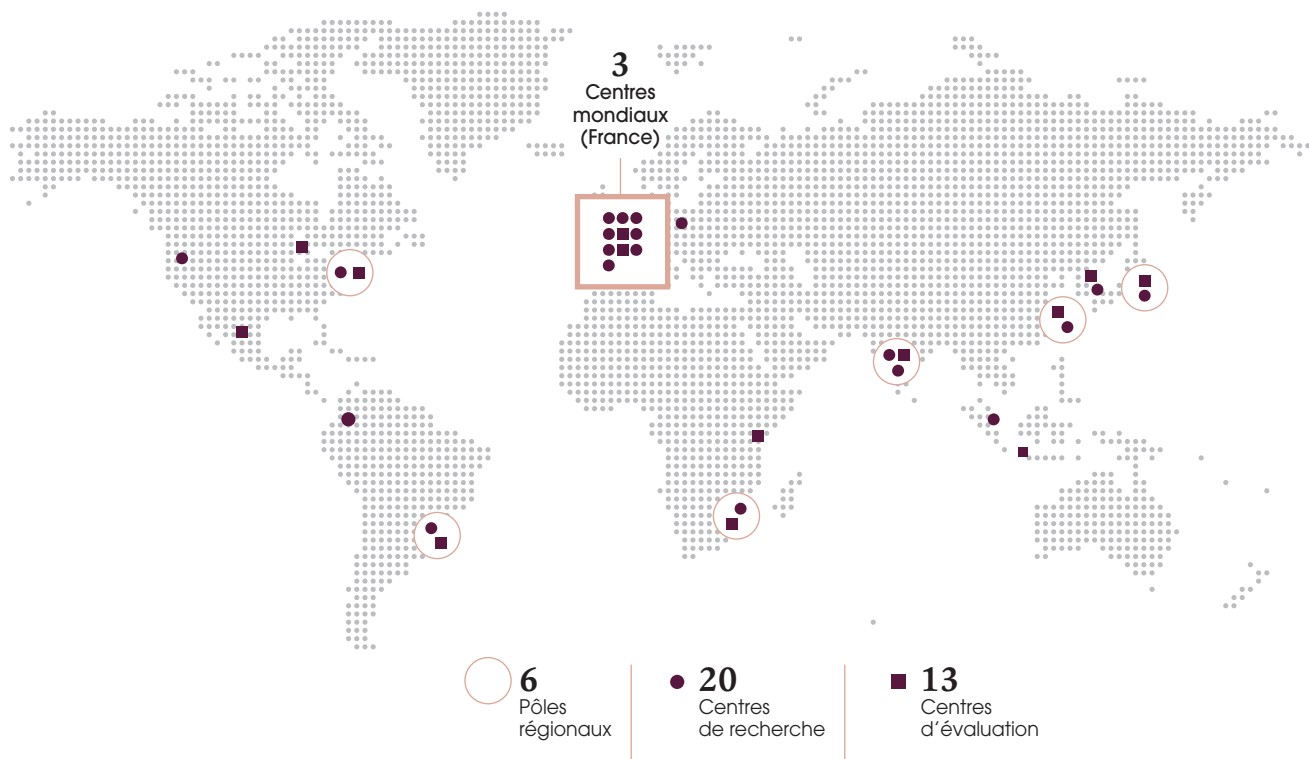 3
Centres
mondiaux
(France)
6
Pôles
régionaux
20
Centres
de recherche
13
Centres
d’évaluation